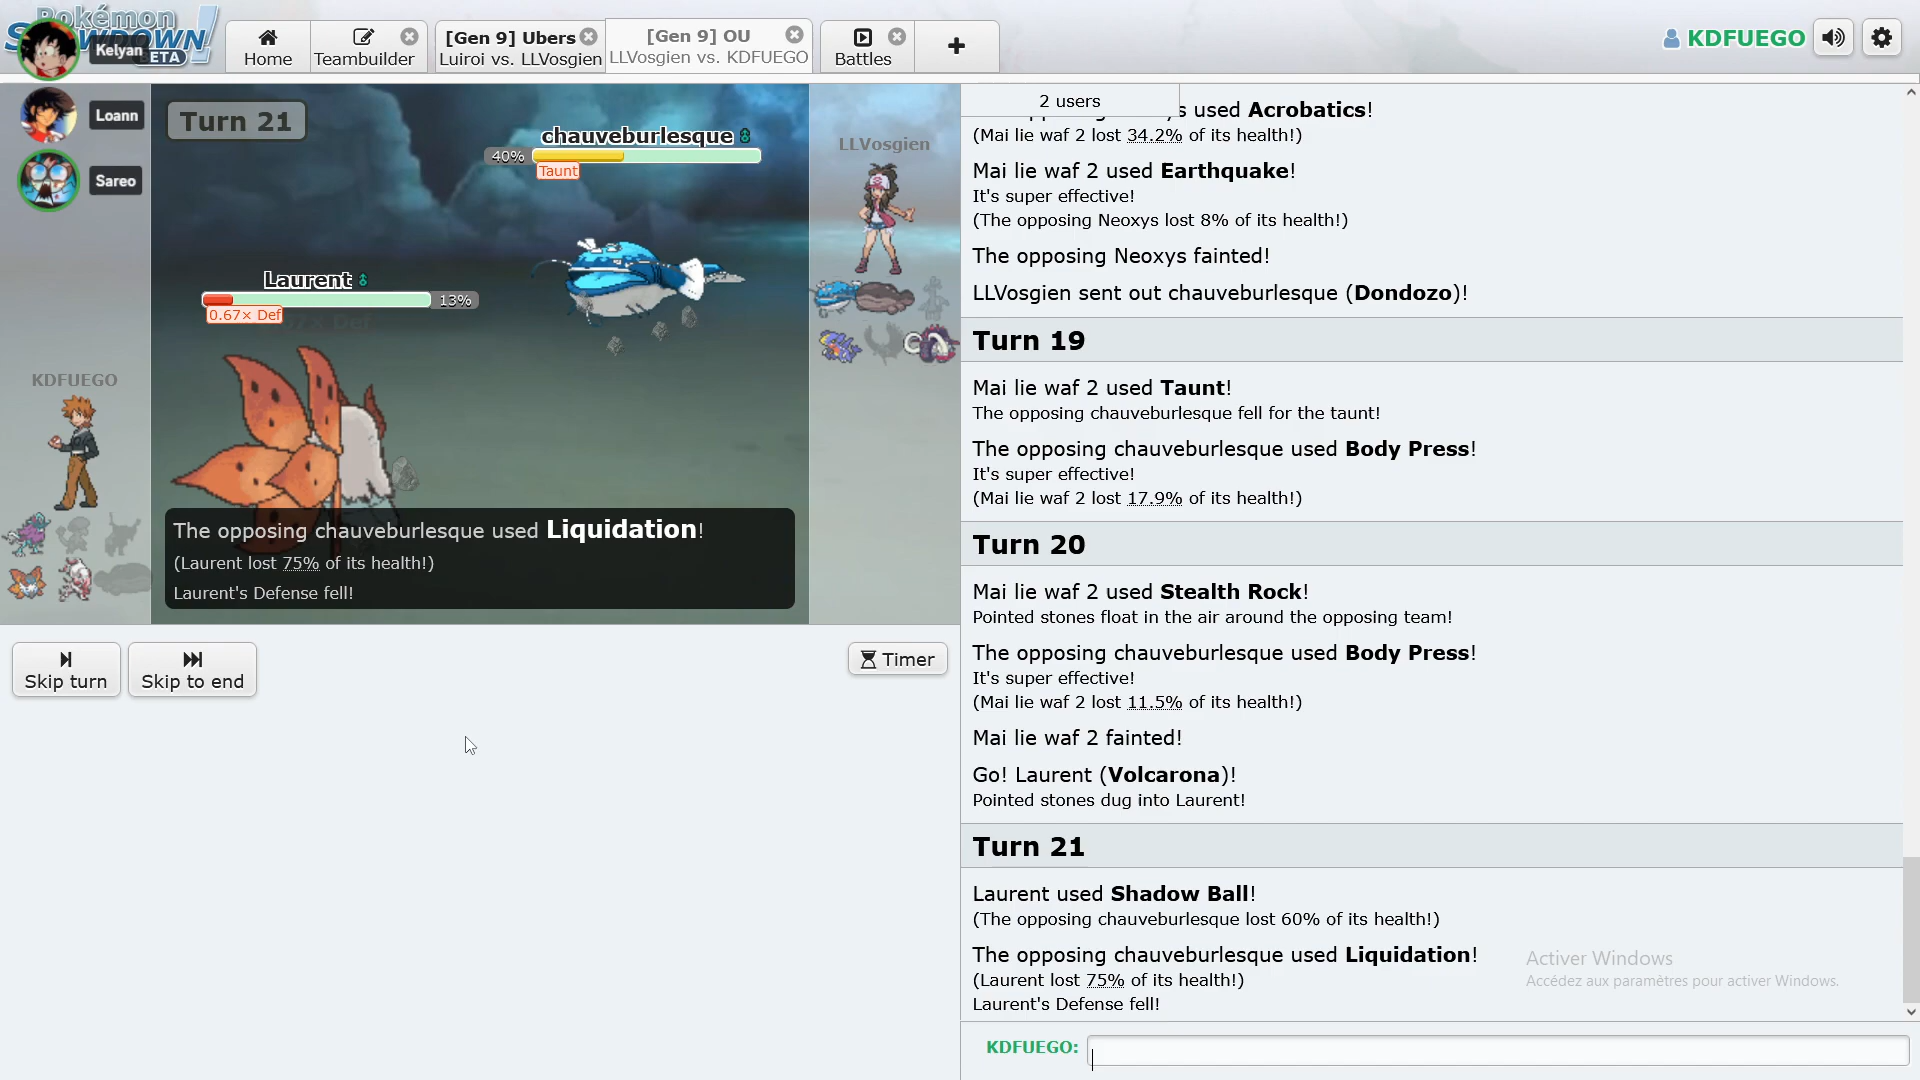 Pokémon
SHOWDOWN!
BETA
Kelyan
Home
Teambuilder
[Gen 9] Ubers
Luiroi vs. LLVosgien
[Gen 9] OU
LLVosgien vs. KDFUEGO
Battles
KDFUEGO
Loann
Sareo
Turn 21
chauveburlesque
40%
Taunt
Laurent
13%
0.67× Def
LLVosgien
KDFUEGO
The opposing chauveburlesque used Liquidation!
(Laurent lost 75% of its health!)
Laurent's Defense fell!
Skip turn
Skip to end
Timer
2 users
s used Acrobatics!
(Mai lie waf 2 lost 34.2% of its health!)
Mai lie waf 2 used Earthquake!
It's super effective!
(The opposing Neoxys lost 8% of its health!)
The opposing Neoxys fainted!
LLVosgien sent out chauveburlesque (Dondozo)!
Turn 19
Mai lie waf 2 used Taunt!
The opposing chauveburlesque fell for the taunt!
The opposing chauveburlesque used Body Press!
It's super effective!
(Mai lie waf 2 lost 17.9% of its health!)
Turn 20
Mai lie waf 2 used Stealth Rock!
Pointed stones float in the air around the opposing team!
The opposing chauveburlesque used Body Press!
It's super effective!
(Mai lie waf 2 lost 11.5% of its health!)
Mai lie waf 2 fainted!
Go! Laurent (Volcarona)!
Pointed stones dug into Laurent!
Turn 21
Laurent used Shadow Ball!
(The opposing chauveburlesque lost 60% of its health!)
The opposing chauveburlesque used Liquidation!
(Laurent lost 75% of its health!)
Laurent's Defense fell!
Activer Windows
Accédez aux paramètres pour activer Windows.
KDFUEGO: